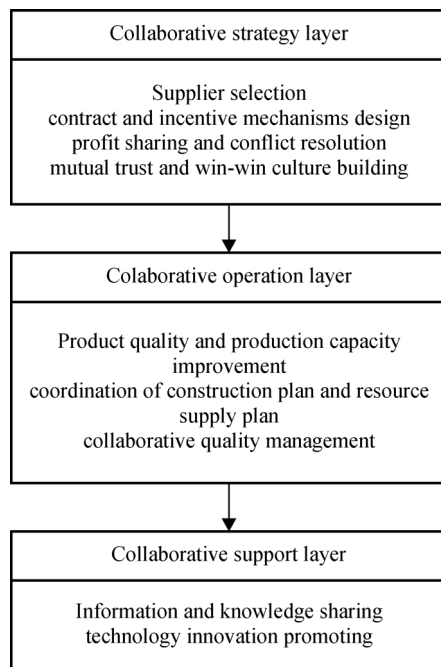 Collaborative strategy layer
Supplier selection
contract and incentive mechanisms design
profit sharing and conflict resolution
mutual trust and win-win culture building
Colaborative operation layer
Product quality and production capacity
improvement
coordination of construction plan and resource
supply plan
collaborative quality management
Collaborative support layer
Information and knowledge sharing
technology innovation promoting